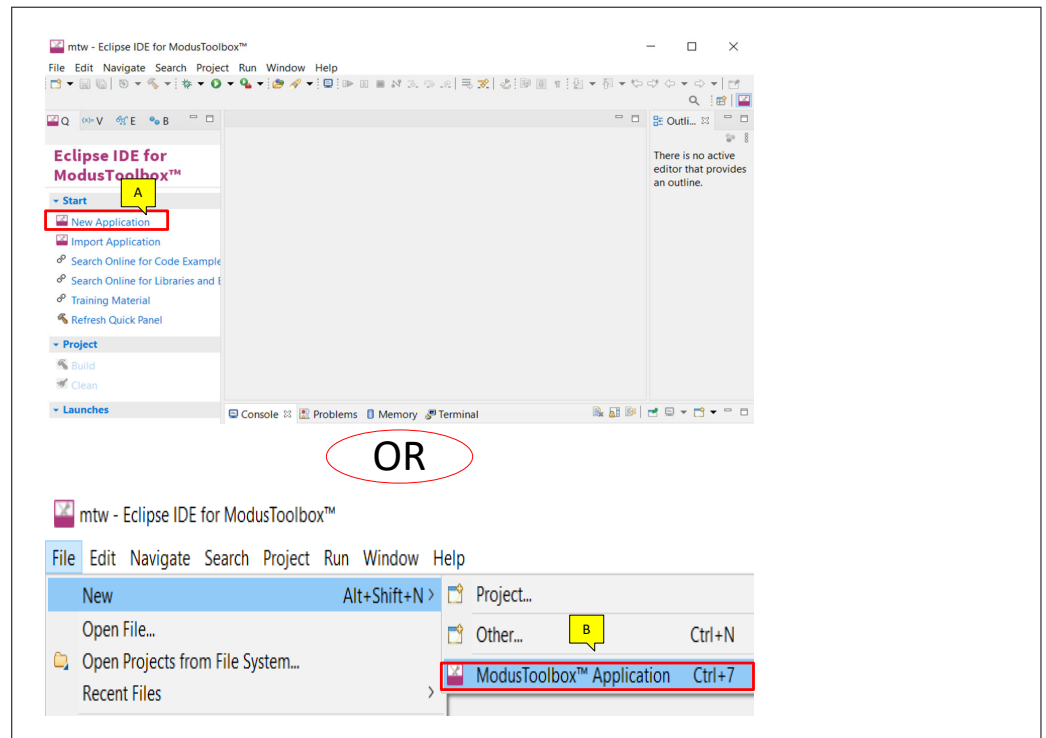 mtw - Eclipse IDE for ModusToolbox™
File Edit Navigate Search Project Run Window Help
Q V E B
Outli...
Eclipse IDE for
ModusToolbox™
There is no active
editor that provides
an outline.
A
Start
New Application
Import Application
Search Online for Code Example
Search Online for Libraries and
Training Material
Refresh Quick Panel
Project
Build
Clean
Launches
Console Problems Memory Terminal
OR
mtw - Eclipse IDE for ModusToolbox™
File Edit Navigate Search Project Run Window Help
New Alt+Shift+N > Project...
Open File... Other... B Ctrl+N
Open Projects from File System...
ModusToolbox™ Application Ctrl+7
Recent Files >